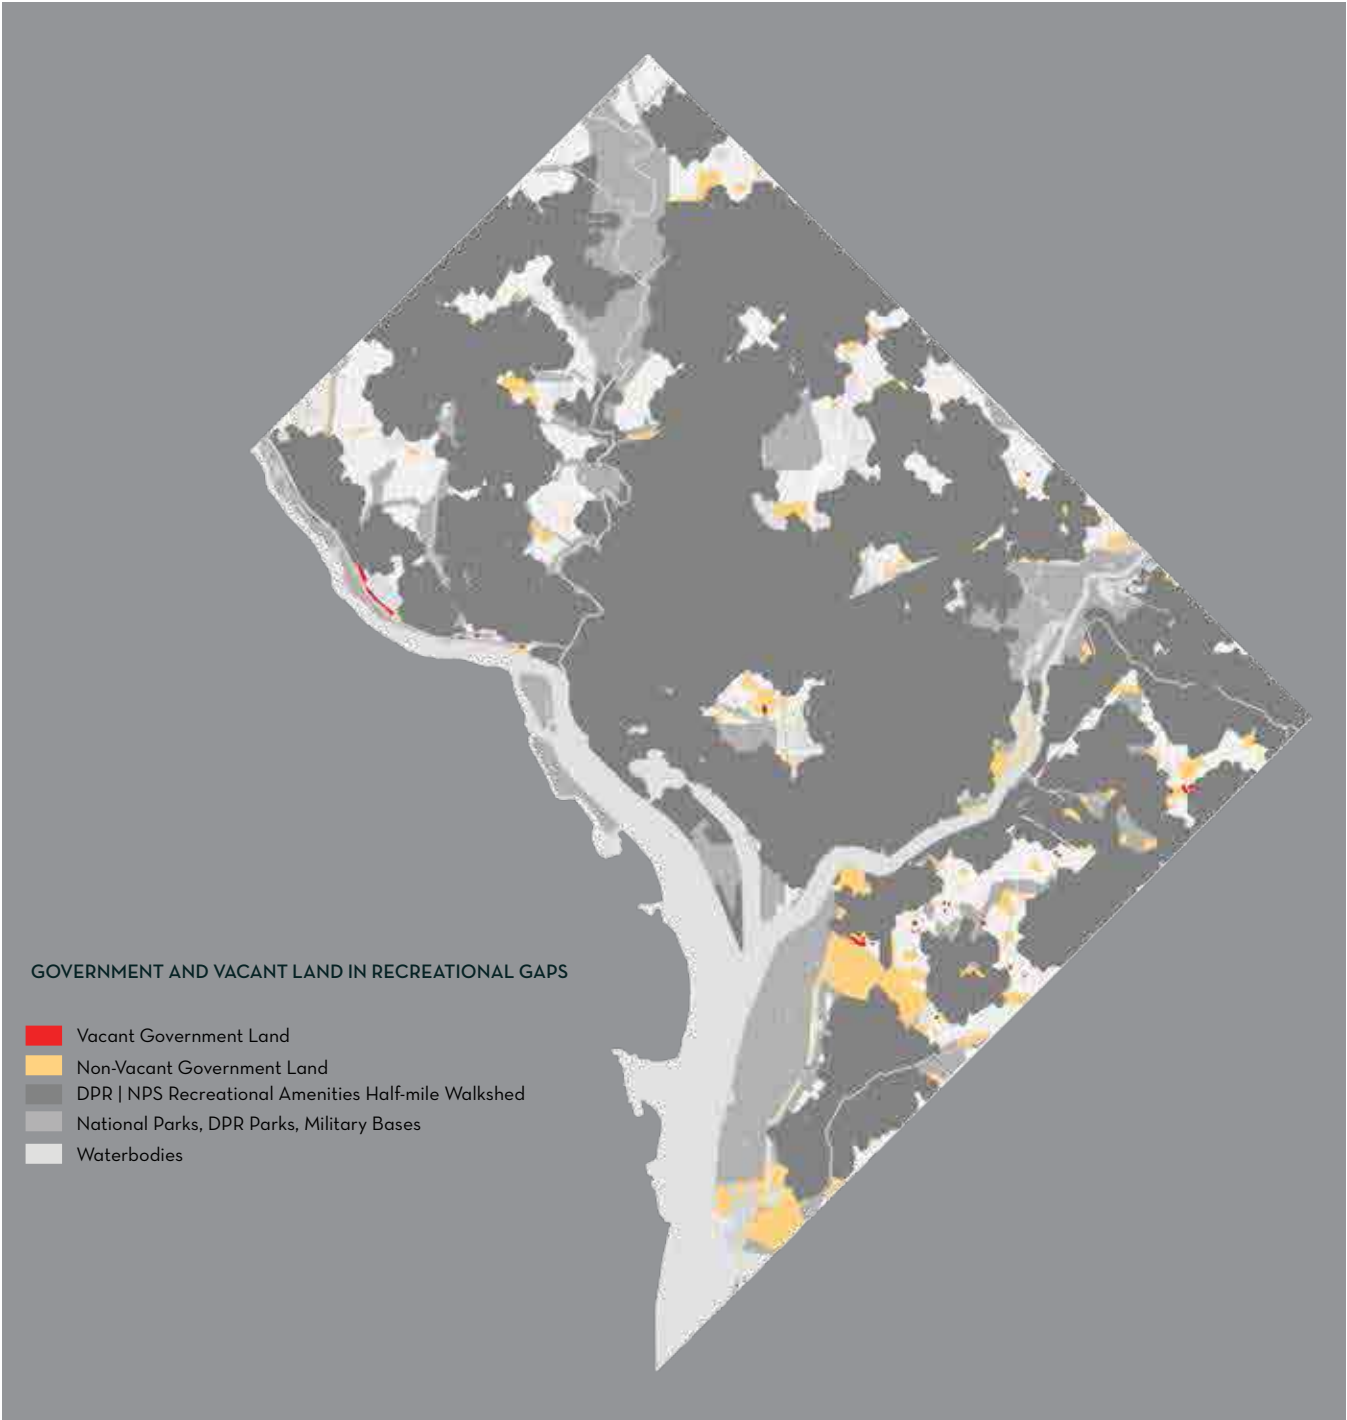 GOVERNMENT AND VACANT LAND IN RECREATIONAL GAPS
Vacant Government Land
Non-Vacant Government Land
DPR | NPS Recreational Amenities Half-mile Walkshed
National Parks, DPR Parks, Military Bases
Waterbodies